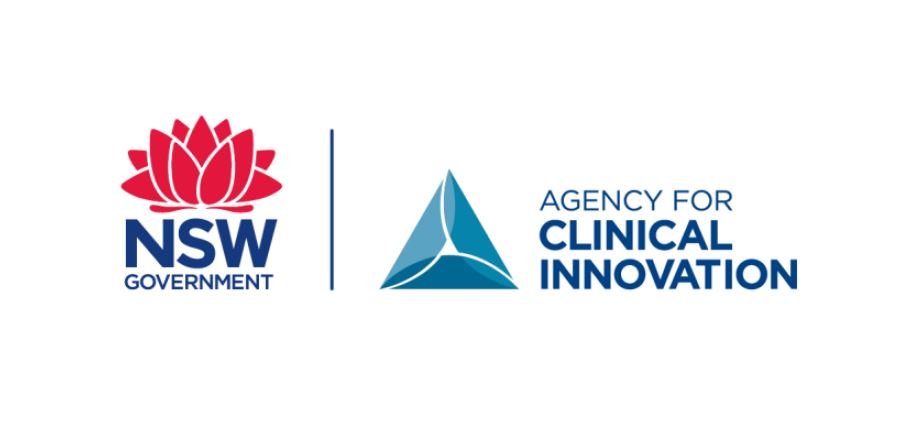 NSW
GOVERNMENT
AGENCY FOR
CLINICAL
INNOVATION